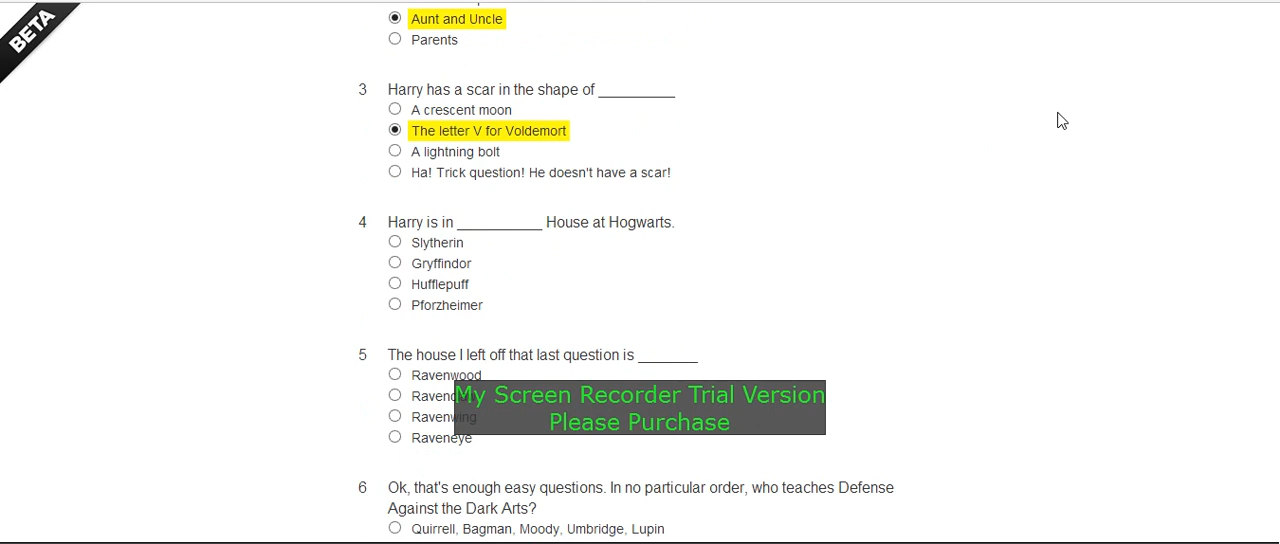 BETA
Aunt and Uncle
Parents
3 Harry has a scar in the shape of __________
A crescent moon
The letter V for Voldemort
A lightning bolt
Ha! Trick question! He doesn't have a scar!
4 Harry is in ___________ House at Hogwarts.
Slytherin
Gryffindor
Hufflepuff
Pforzheimer
5 The house I left off that last question is ________
Ravenwood
My Screen Recorder Trial Version
Ravenwing
Please Purchase
Raveneye
6 Ok, that's enough easy questions. In no particular order, who teaches Defense
Against the Dark Arts?
Quirrell, Bagman, Moody, Umbridge, Lupin